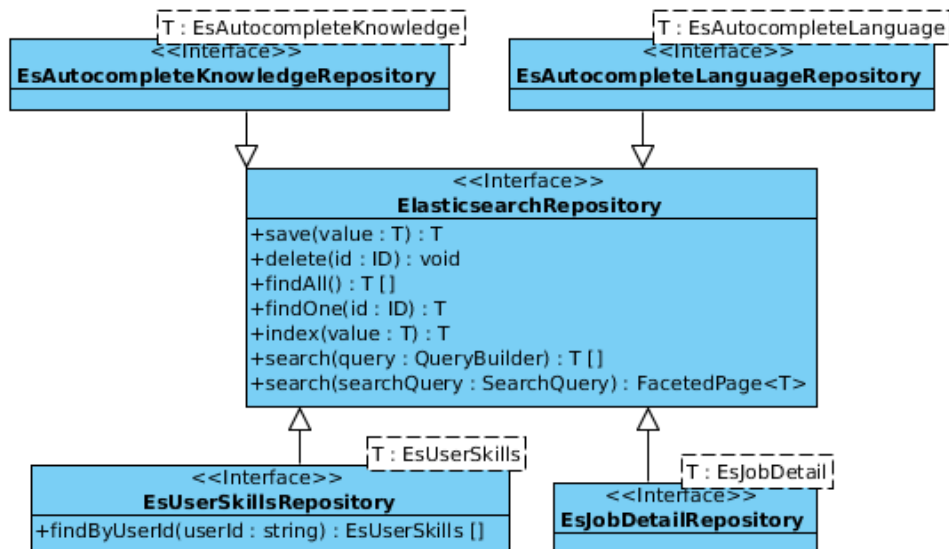 T : EsAutocompleteKnowledge
<<Interface>>
EsAutocompleteKnowledgeRepository
T : EsAutocompleteLanguage
<<Interface>>
EsAutocompleteLanguageRepository
<<Interface>>
ElasticsearchRepository
+save(value : T) : T
+delete(id : ID) : void
+findAll() : T []
+findOne(id : ID) : T
+index(value : T) : T
+search(query : QueryBuilder) : T []
+search(searchQuery : SearchQuery) : FacetedPage<T>
T : EsUserSkills
<<Interface>>
EsUserSkillsRepository
+findByUserId(userId : string) : EsUserSkills []
T : EsJobDetail
<<Interface>>
EsJobDetailRepository